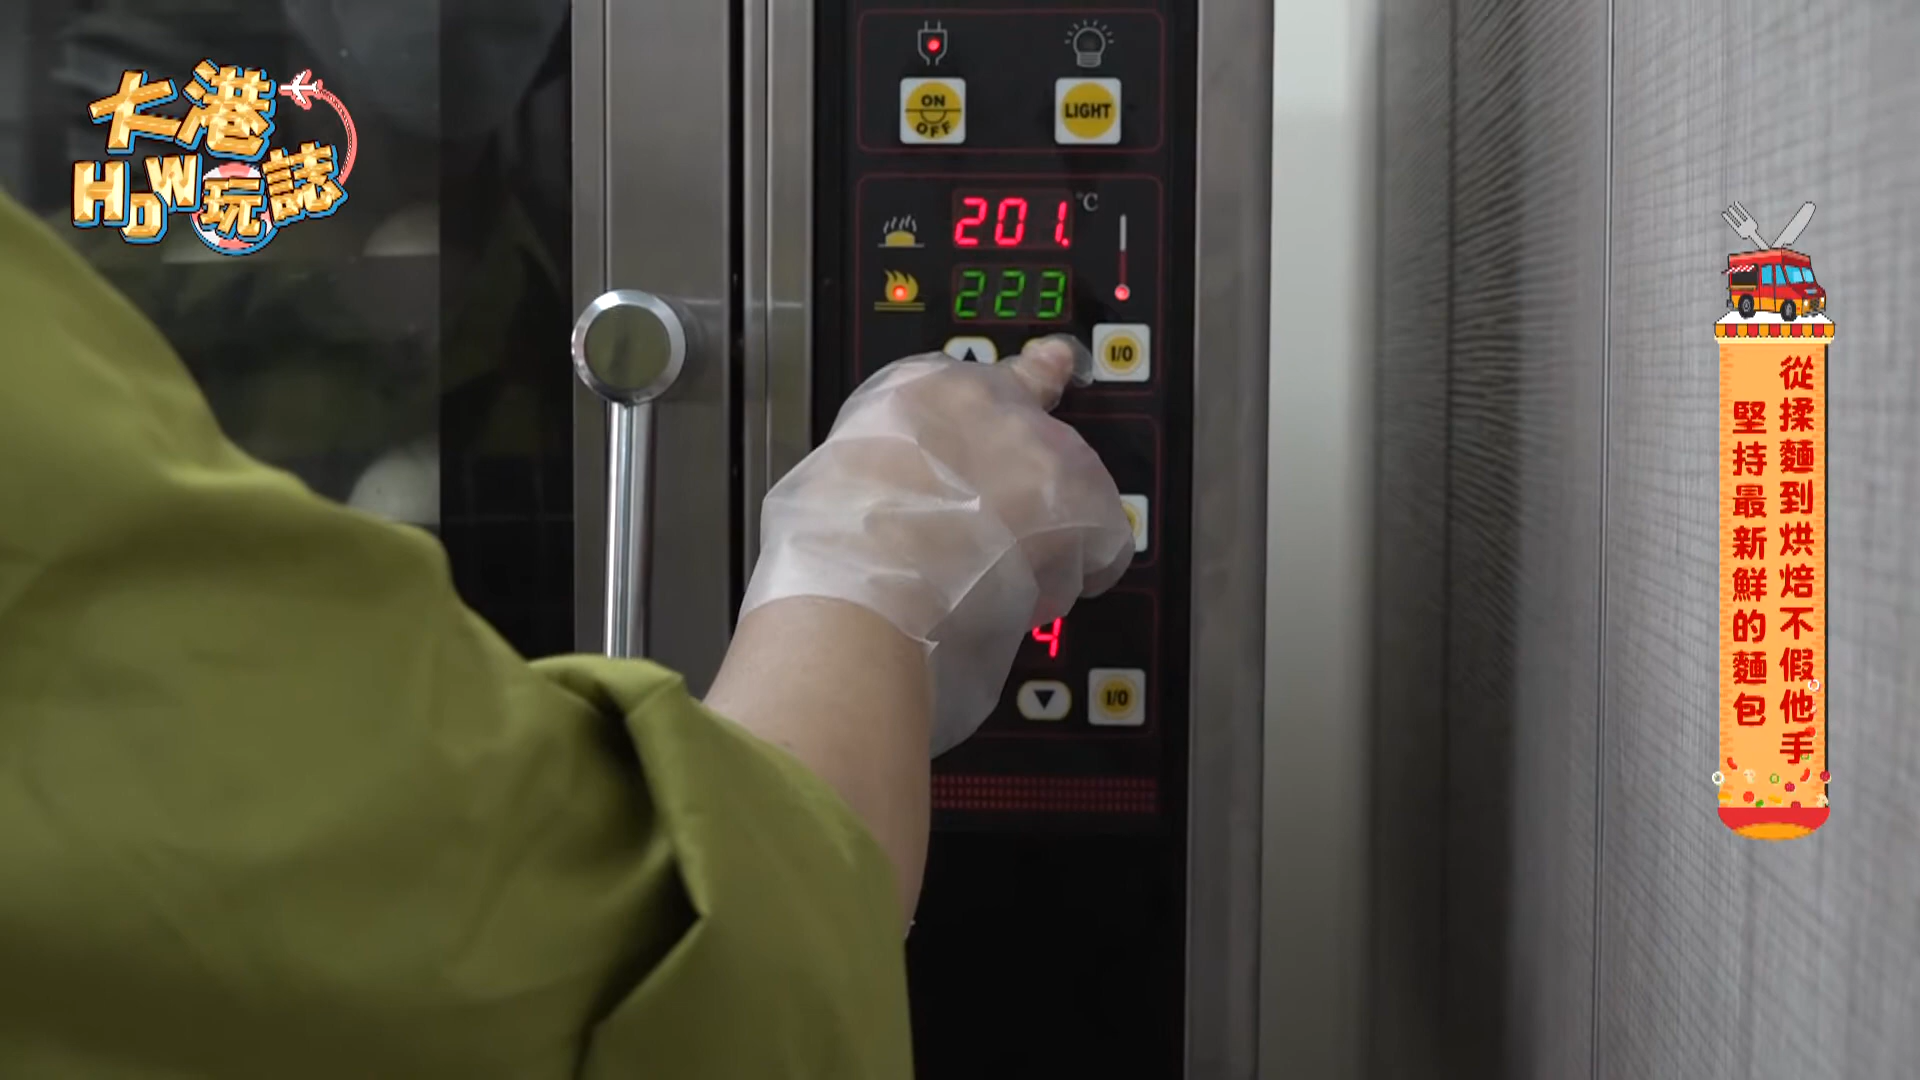 大港
HOW玩誌
ON
OFF
LIGHT
201.
°C
223
I/O
4
I/O
從揉麵到烘焙不假他手
堅持最新鮮的麵包